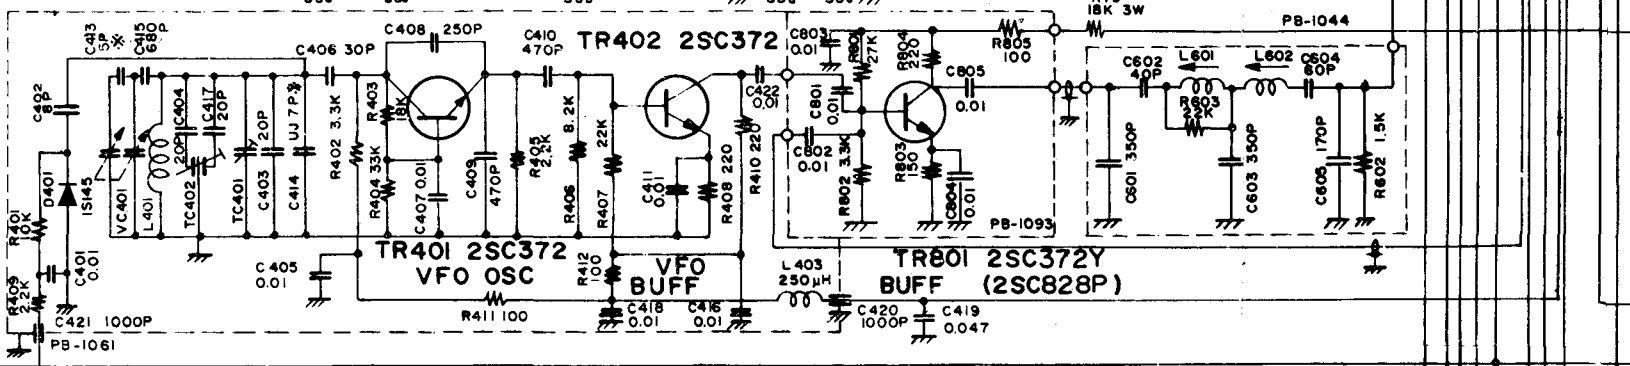 C413
5P
※
C415
680P
C406 30P
C408 250P
C410
470P
TR402 2SC372
C803
0.01
R801
27K
R804
220
C805
0.01
R805
100
18K 3W
PB-1044
C602
40P
L601
L602
C604
60P
C402
8P
C404
20P
C417
20P
UJ 7P※
20P
R402 3.3K
R403
18K
R404 33K
C407 0.01
C409
470P
R405
2.2K
8.2K
R406
22K
R407
C411
0.01
R408 220
R410 220
C422
0.01
C801
0.01
C802
0.01
R802 3.3K
R803
150
C804
0.01
PB-1093
C601 350P
R603
22K
C603 350P
C605 170P
R602 1.5K
D401
1S145
VC401
L401
TC402
TC401
C403
C414
R401
10K
C401
0.01
R409
2.2K
C421 1000P
PB-1061
C405
0.01
TR401 2SC372
VFO OSC
R411 100
R412
100
VFO
BUFF
C418
0.01
C416
0.01
L403
250μH
C420
1000P
TR801 2SC372Y
BUFF (2SC828P)
C419
0.047